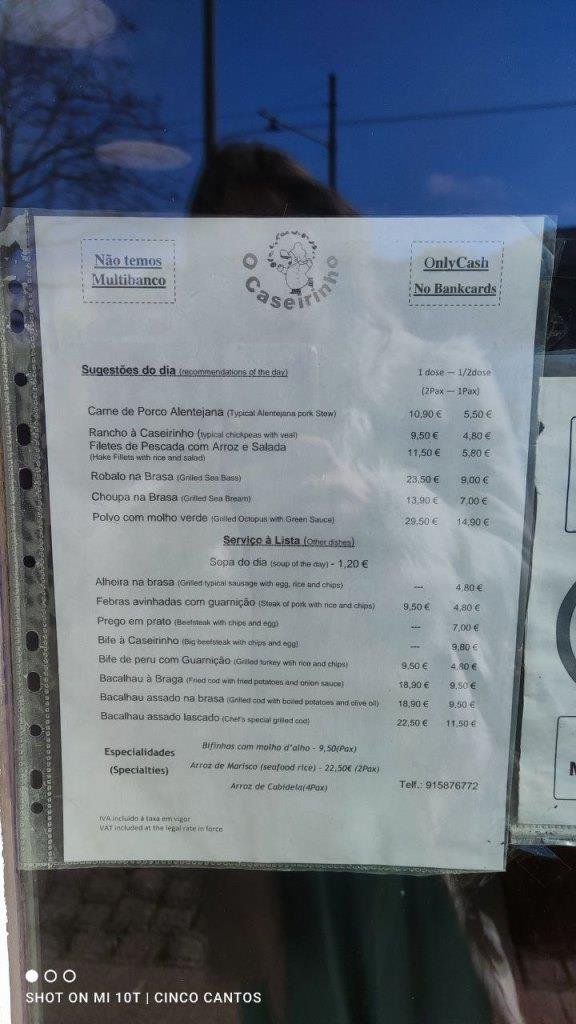 Não temos
Multibanco
O Caseirinho
OnlyCash
No Bankcards
Sugestões do dia (recommendations of the day)
1 dose — 1/2dose
(2Pax — 1Pax)
Carne de Porco Alentejana (Typical Alentejana pork Stew) 10,90 € 5,50 €
Rancho à Caseirinho (typical chickpeas with veal) 9,50 € 4,80 €
Filetes de Pescada com Arroz e Salada 11,50 € 5,80 €
(Hake Fillets with rice and salad)
Robalo na Brasa (Grilled Sea Bass) 23,50 € 9,00 €
Choupa na Brasa (Grilled Sea Bream) 13,90 € 7,00 €
Polvo com molho verde (Grilled Octopus with Green Sauce) 29,50 € 14,90 €
Serviço à Lista (Other dishes)
Sopa do dia (soup of the day) - 1,20 €
Alheira na brasa (Grilled typical sausage with egg, rice and chips) --- 4,80 €
Febras avinhadas com guarnição (Steak of pork with rice and chips) 9,50 € 4,80 €
Prego em prato (Beefsteak with chips and egg) --- 7,00 €
Bife à Caseirinho (Big beefsteak with chips and egg) --- 9,80 €
Bife de peru com Guarnição (Grilled turkey with rice and chips) 9,50 € 4,80 €
Bacalhau à Braga (Fried cod with fried potatoes and onion sauce) 18,90 € 9,50 €
Bacalhau assado na brasa (Grilled cod with boiled potatoes and olive oil) 18,90 € 9,50 €
Bacalhau assado lascado (Chef's special grilled cod) 22,50 € 11,50 €
Especialidades
(Specialties)
Bifinhos com molho d'alho - 9,50(Pax)
Arroz de Marisco (seafood rice) - 22,50€ (2Pax)
Arroz de Cabidela(4Pax)
Telf.: 915876772
IVA incluído à taxa em vigor
VAT included at the legal rate in force
SHOT ON MI 10T | CINCO CANTOS